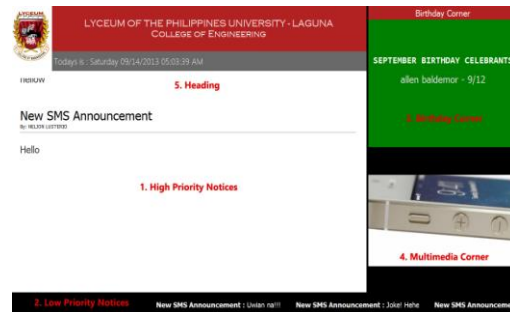 LYCEUM OF THE PHILIPPINES UNIVERSITY - LAGUNA
COLLEGE OF ENGINEERING
Todays is : Saturday 09/14/2013 05:03:39 AM
5. Heading
New SMS Announcement
Hello
1. High Priority Notices
Birthday Corner
SEPTEMBER BIRTHDAY CELEBRANTS
allen baldemor - 9/12
3. Birthday Corner
4. Multimedia Corner
2. Low Priority Notices
New SMS Announcement : Uwian na!!! New SMS Announcement : Joke! Hehe New SMS Announceme